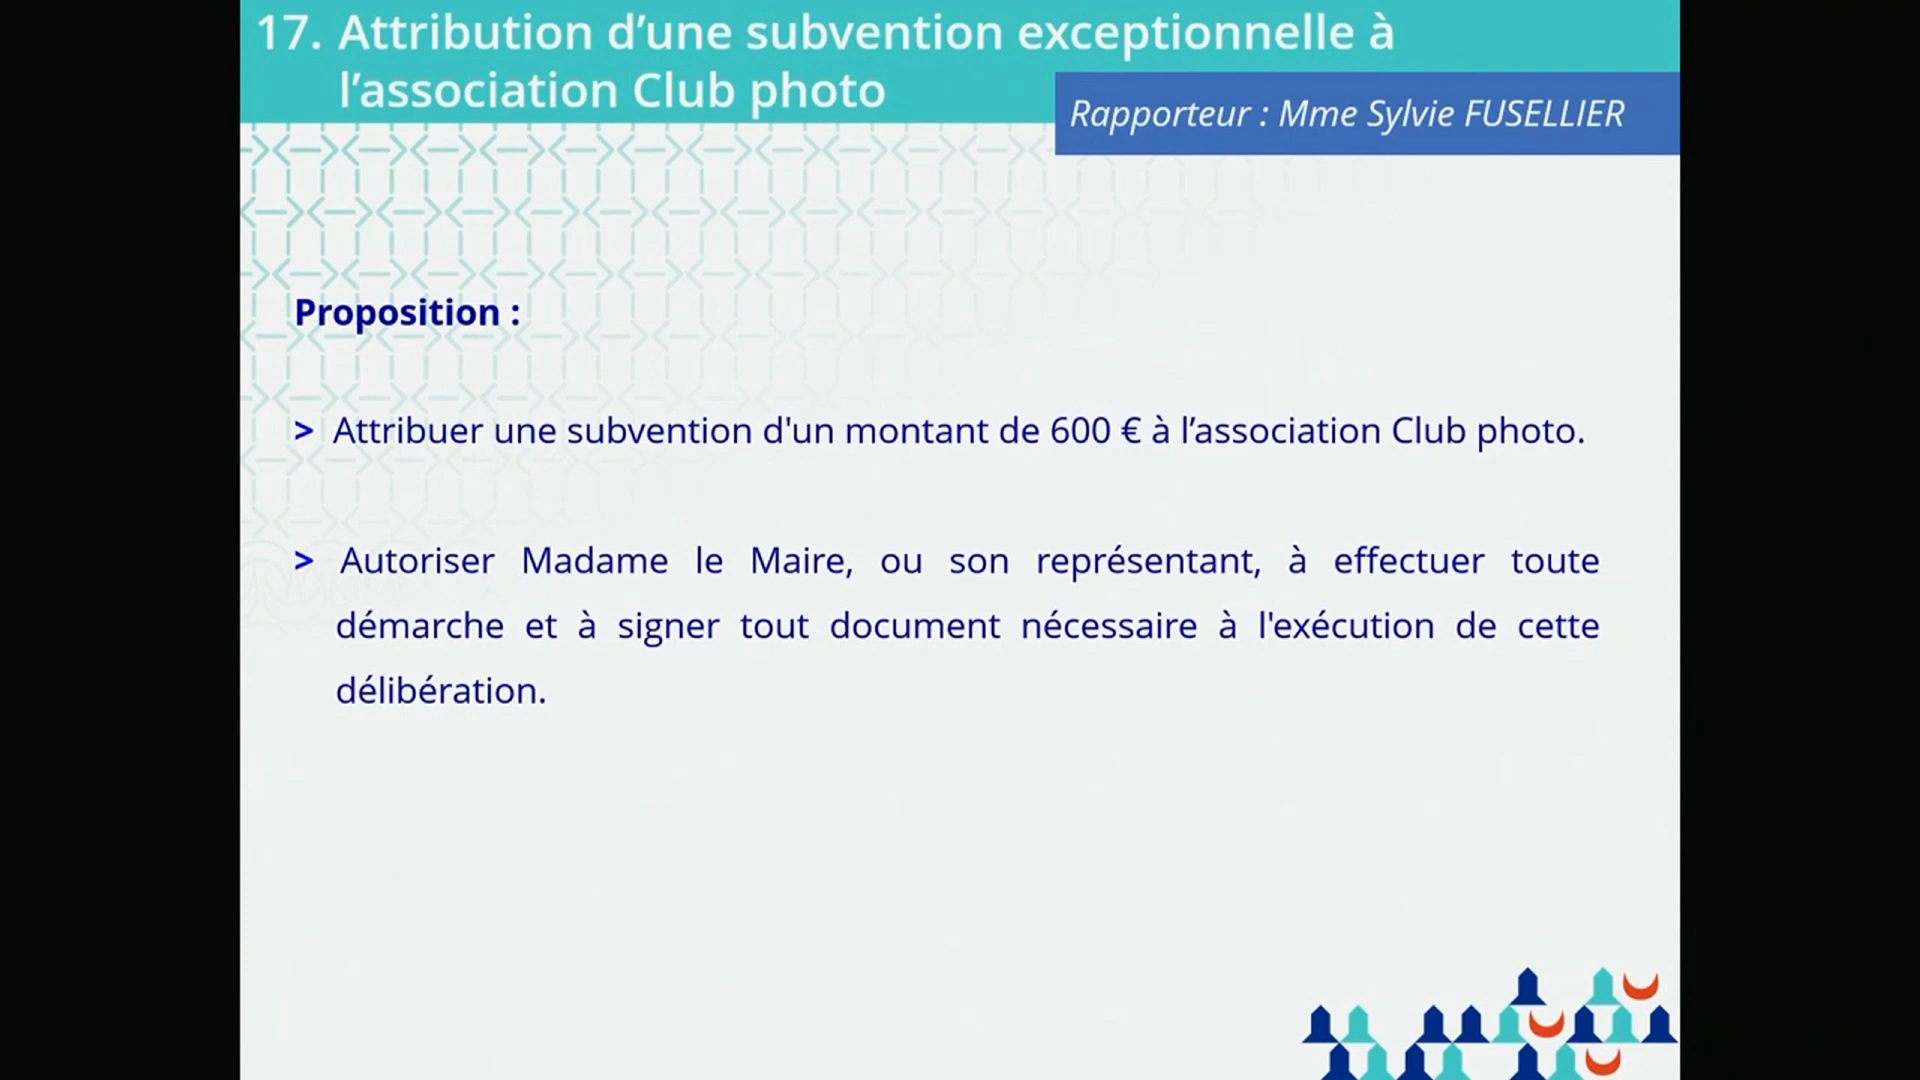 17. Attribution d’une subvention exceptionnelle à
l’association Club photo
Rapporteur : Mme Sylvie FUSELLIER
Proposition :
> Attribuer une subvention d'un montant de 600 € à l’association Club photo.
> Autoriser Madame le Maire, ou son représentant, à effectuer toute
démarche et à signer tout document nécessaire à l'exécution de cette
délibération.